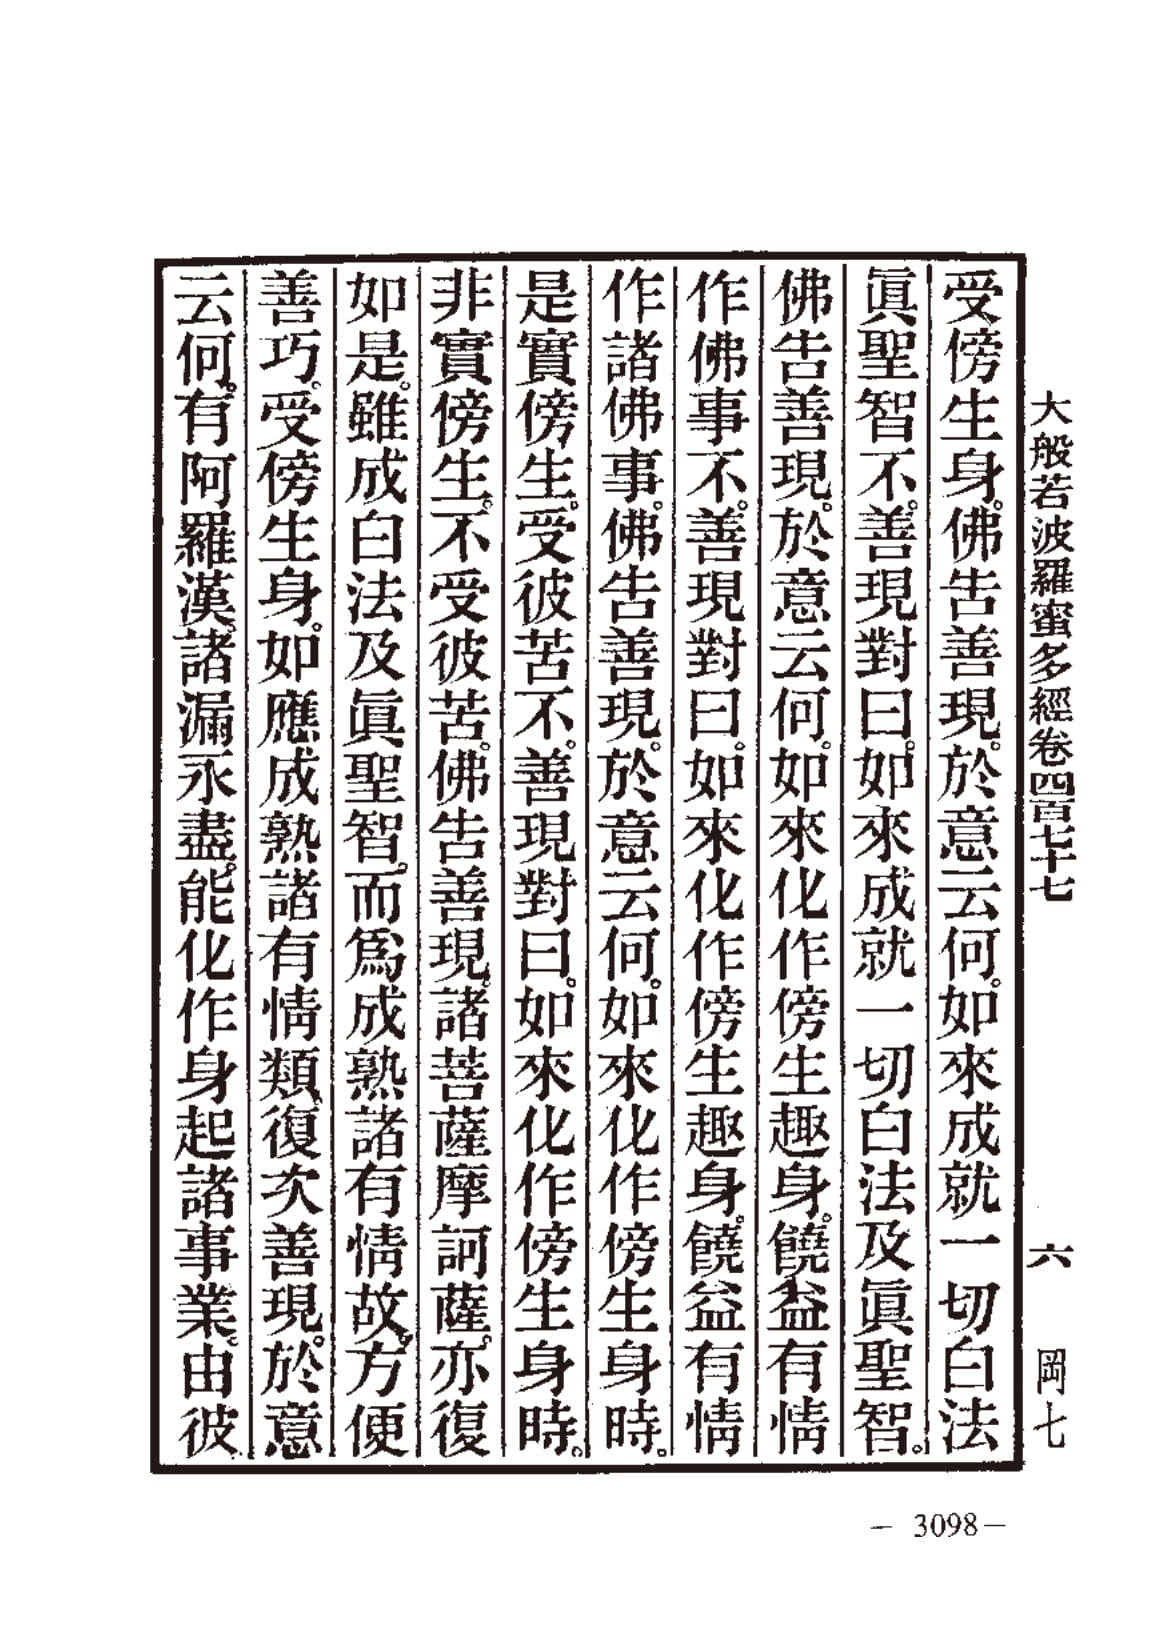 大般若波羅蜜多經卷四百七十七 六 岡七
受傍生身。佛告善現。於意云何。如來成就一切白法
眞聖智不。善現對曰。如來成就一切白法及眞聖智。
佛告善現。於意云何。如來化作傍生趣身。饒益有情
作佛事不。善現對曰。如來化作傍生趣身。饒益有情
作諸佛事。佛告善現。於意云何。如來化作傍生身時。
是實傍生。受彼苦不。善現對曰。如來化作傍生身時。
非實傍生。不受彼苦。佛告善現。諸菩薩摩訶薩。亦復
如是。雖成白法及眞聖智。而爲成熟諸有情故。方便
善巧。受傍生身。如應成熟諸有情類。復次善現。於意
云何。有阿羅漢。諸漏永盡。能化作身起諸事業。由彼
— 3098 —